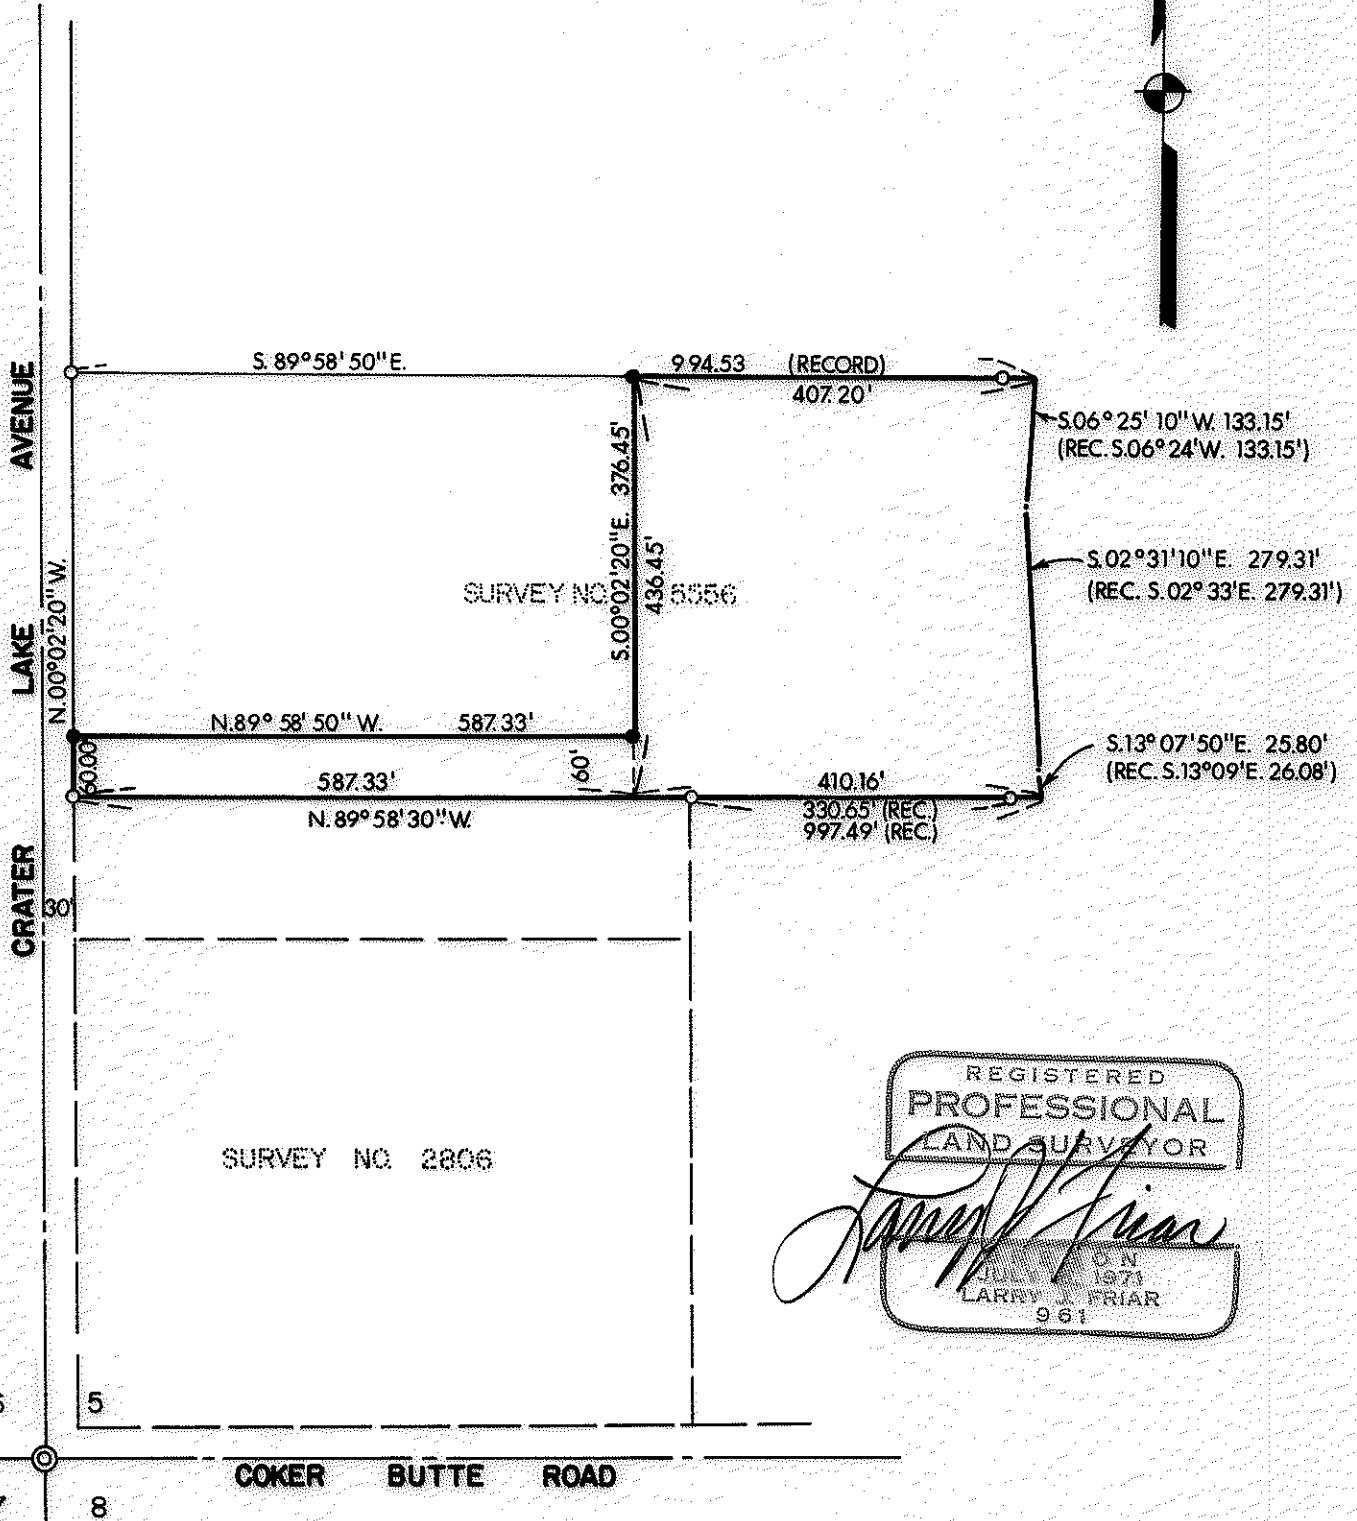 S. 89°58'50"E.
994.53 (RECORD)
407.20'
S.06°25'10"W. 133.15'
(REC. S.06°24'W. 133.15')
S.00°02'20"E. 376.45'
436.45'
S.02°31'10"E. 279.31'
(REC. S.02°33'E. 279.31')
SURVEY NO. 5556
CRATER LAKE AVENUE
N.00°02'20"W.
N.89°58'50"W. 587.33'
60.00
60'
S.13°07'50"E. 25.80'
(REC. S.13°09'E. 26.08')
587.33'
410.16'
N.89°58'30"W.
330.65' (REC.)
997.49' (REC.)
30'
SURVEY NO. 2806
REGISTERED
PROFESSIONAL
LAND SURVEYOR
Larry J. Friar
1971
LARRY J. FRIAR
961
5
COKER BUTTE ROAD
8